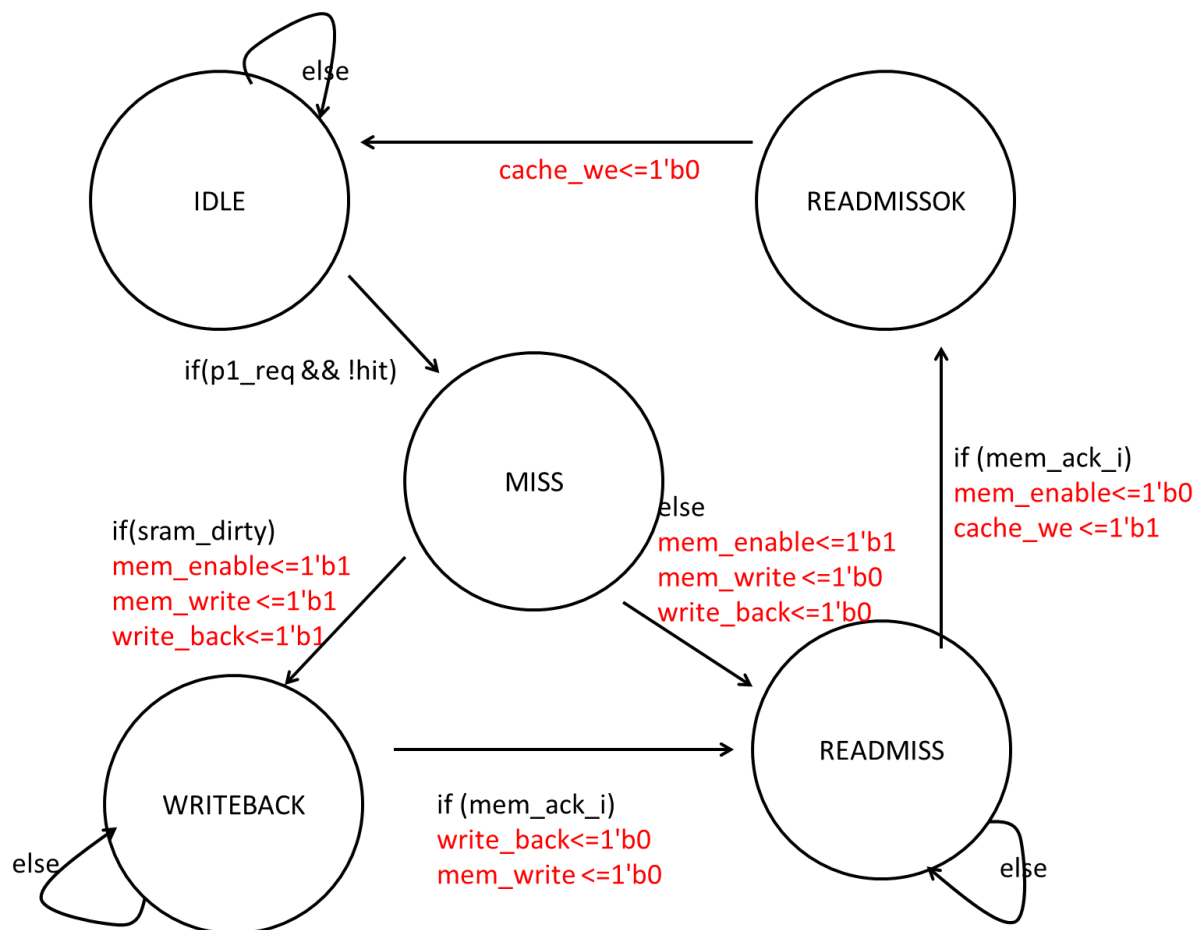 else
IDLE
cache_we<=1'b0
READMISSOK
if(p1_req && !hit)
MISS
if (mem_ack_i)
mem_enable<=1'b0
cache_we <=1'b1
if(sram_dirty)
mem_enable<=1'b1
mem_write <=1'b1
write_back<=1'b1
else
mem_enable<=1'b1
mem_write <=1'b0
write_back<=1'b0
WRITEBACK
else
if (mem_ack_i)
write_back<=1'b0
mem_write <=1'b0
READMISS
else